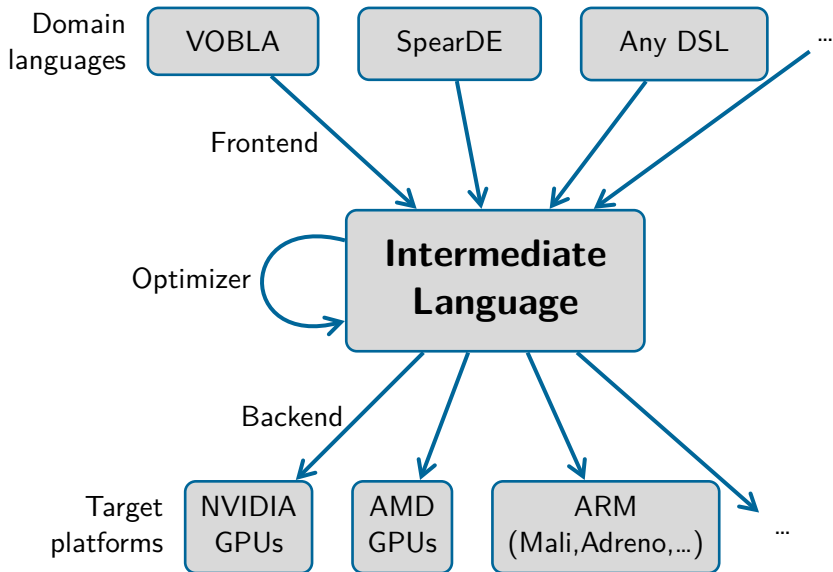 Domain
languages
VOBLA
SpearDE
Any DSL
...
Frontend
Intermediate
Language
Optimizer
Backend
Target
platforms
NVIDIA
GPUs
AMD
GPUs
ARM
(Mali,Adreno,...)
...